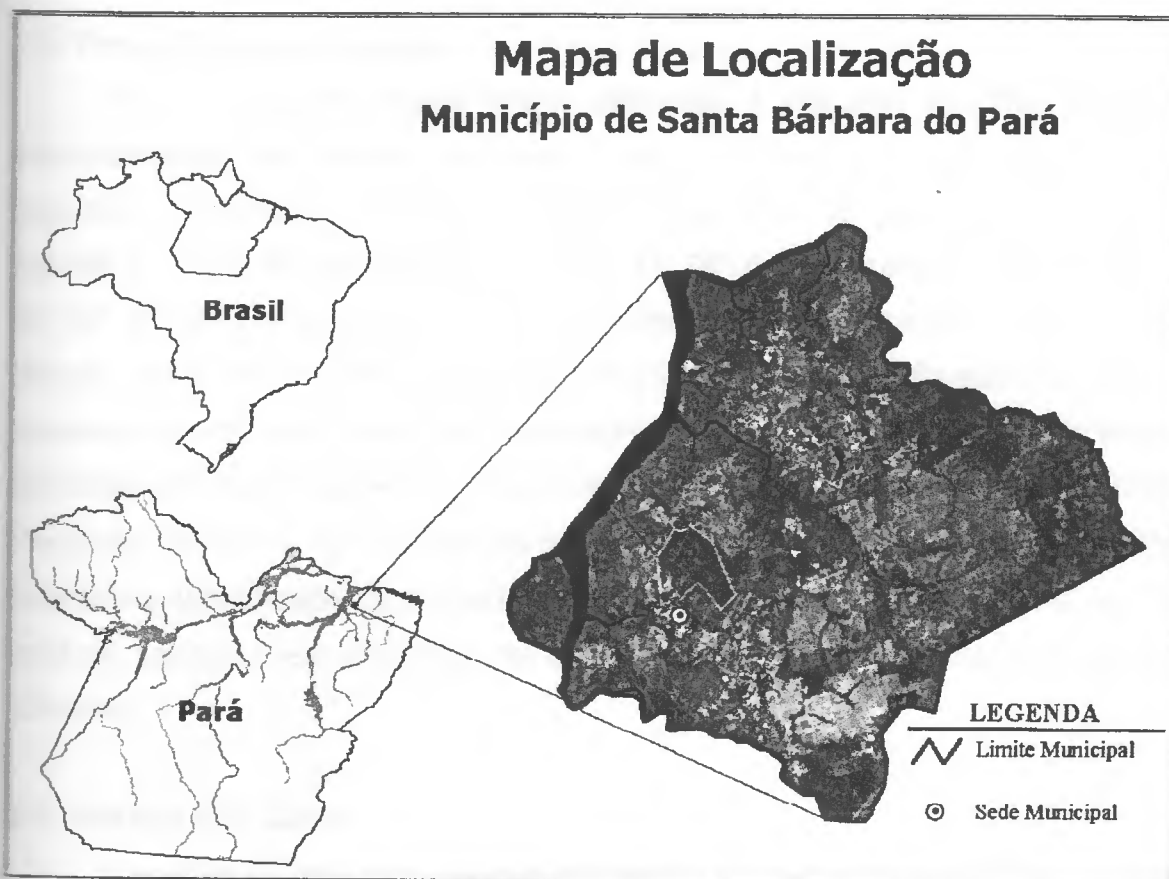 Mapa de Localização
Município de Santa Bárbara do Pará
Brasil
Pará
LEGENDA
Limite Municipal
Sede Municipal